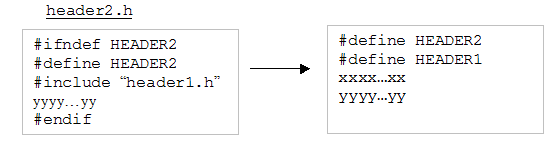 header2.h
#ifndef HEADER2
#define HEADER2
#include “header1.h”
yyyy...yy
#endif
#define HEADER2
#define HEADER1
xxxx…xx
yyyy…yy